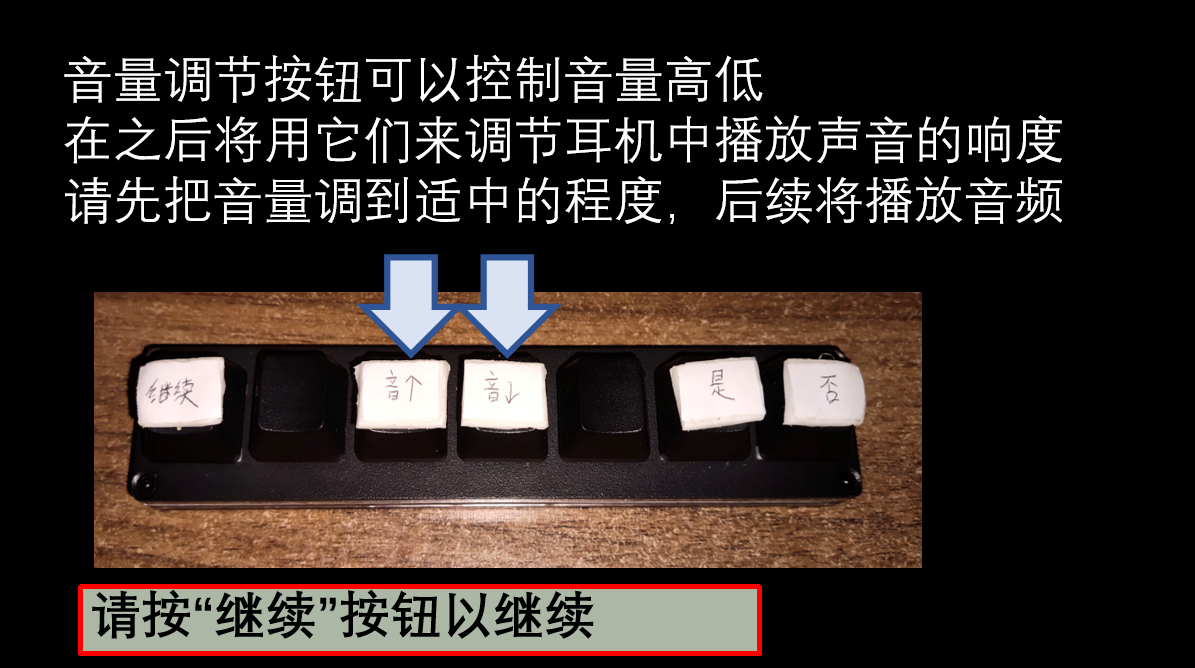 音量调节按钮可以控制音量高低
在之后将用它们来调节耳机中播放声音的响度
请先把音量调到适中的程度，后续将播放音频
继续 音↑ 音↓ 是 否
请按“继续”按钮以继续